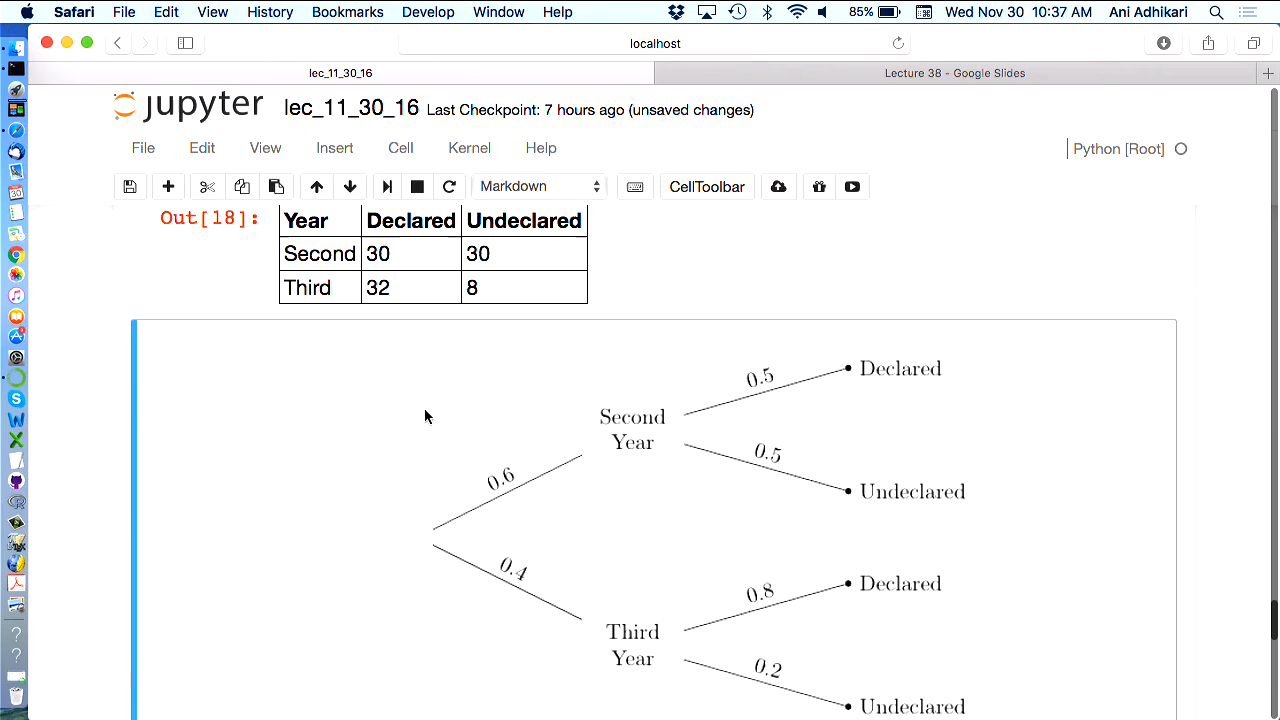 Safari File Edit View History Bookmarks Develop Window Help 85% Wed Nov 30 10:37 AM Ani Adhikari
localhost
lec_11_30_16 Lecture 38 - Google Slides
jupyter lec_11_30_16 Last Checkpoint: 7 hours ago (unsaved changes)
File Edit View Insert Cell Kernel Help Python [Root]
Markdown CellToolbar
Out[18]: Year Declared Undeclared
Second 30 30
Third 32 8
0.5 Declared
Second
Year
0.5 Undeclared
0.6
0.4
0.8 Declared
Third
Year
0.2 Undeclared